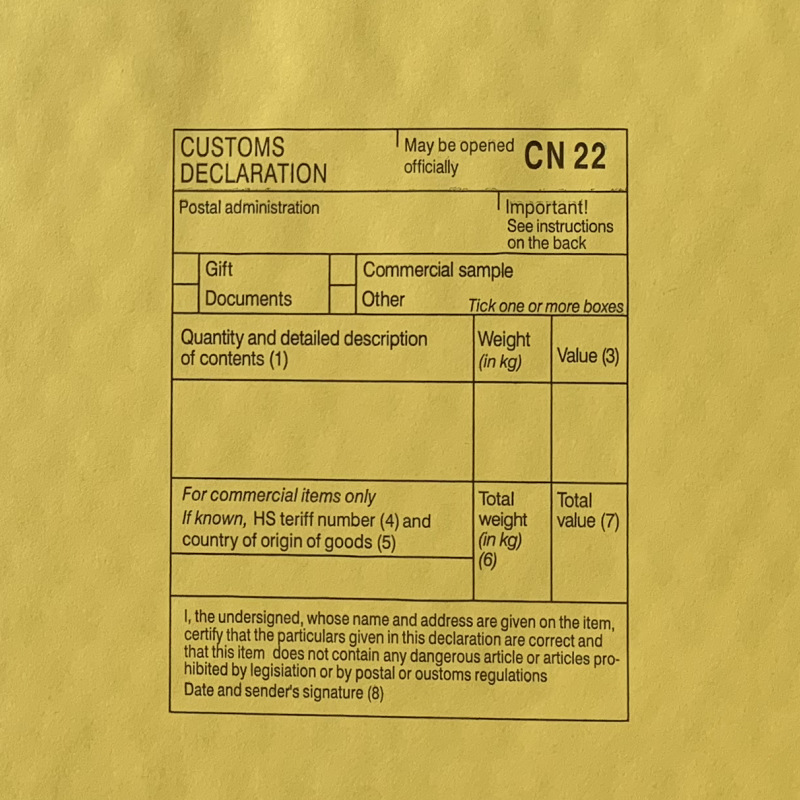 CUSTOMS
DECLARATION
May be opened
officially
CN 22
Postal administration
Important!
See instructions
on the back
Gift
Commercial sample
Documents
Other
Tick one or more boxes
Quantity and detailed description
of contents (1)
Weight
(in kg)
Value (3)
For commercial items only
If known, HS teriff number (4) and
country of origin of goods (5)
Total
weight
(in kg)
(6)
Total
value (7)
I, the undersigned, whose name and address are given on the item,
certify that the particulars given in this declaration are correct and
that this item does not contain any dangerous article or articles pro-
hibited by legisiation or by postal or oustoms regulations
Date and sender's signature (8)